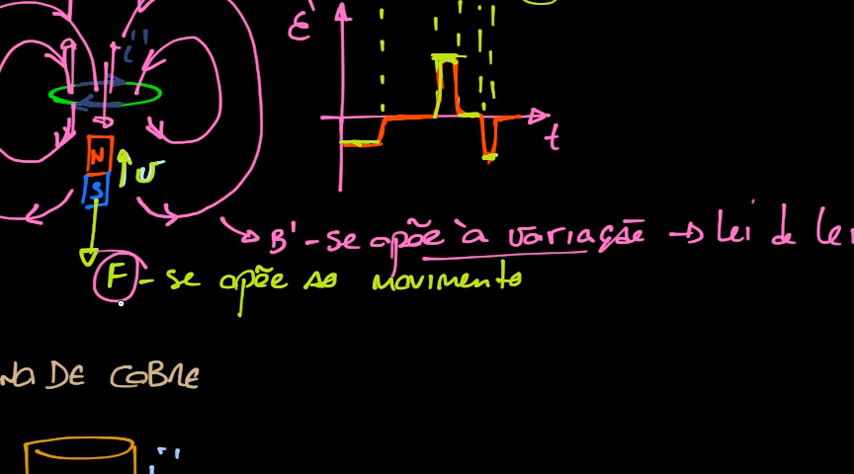 ε'
i''
N
S
v
t
B' - se opõe à variação → Lei de Le
F - se opõe ao movimento
NA DE COBRE
i''